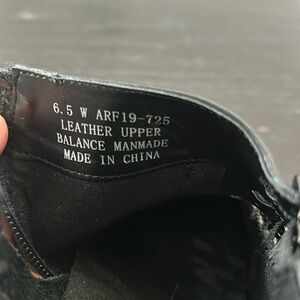 6.5 W ARF19-725
LEATHER UPPER
BALANCE MANMADE
MADE IN CHINA